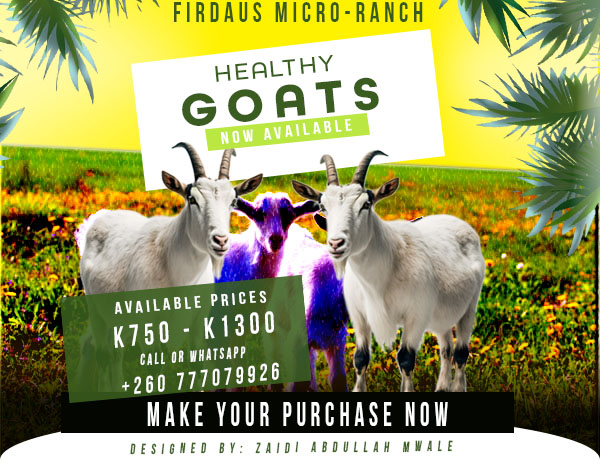 FIRDAUS MICRO-RANCH
HEALTHY
GOATS
NOW AVAILABLE
AVAILABLE PRICES
K750 - K1300
CALL OR WHATSAPP
+260 777079926
MAKE YOUR PURCHASE NOW
DESIGNED BY: ZAIDI ABDULLAH MWALE